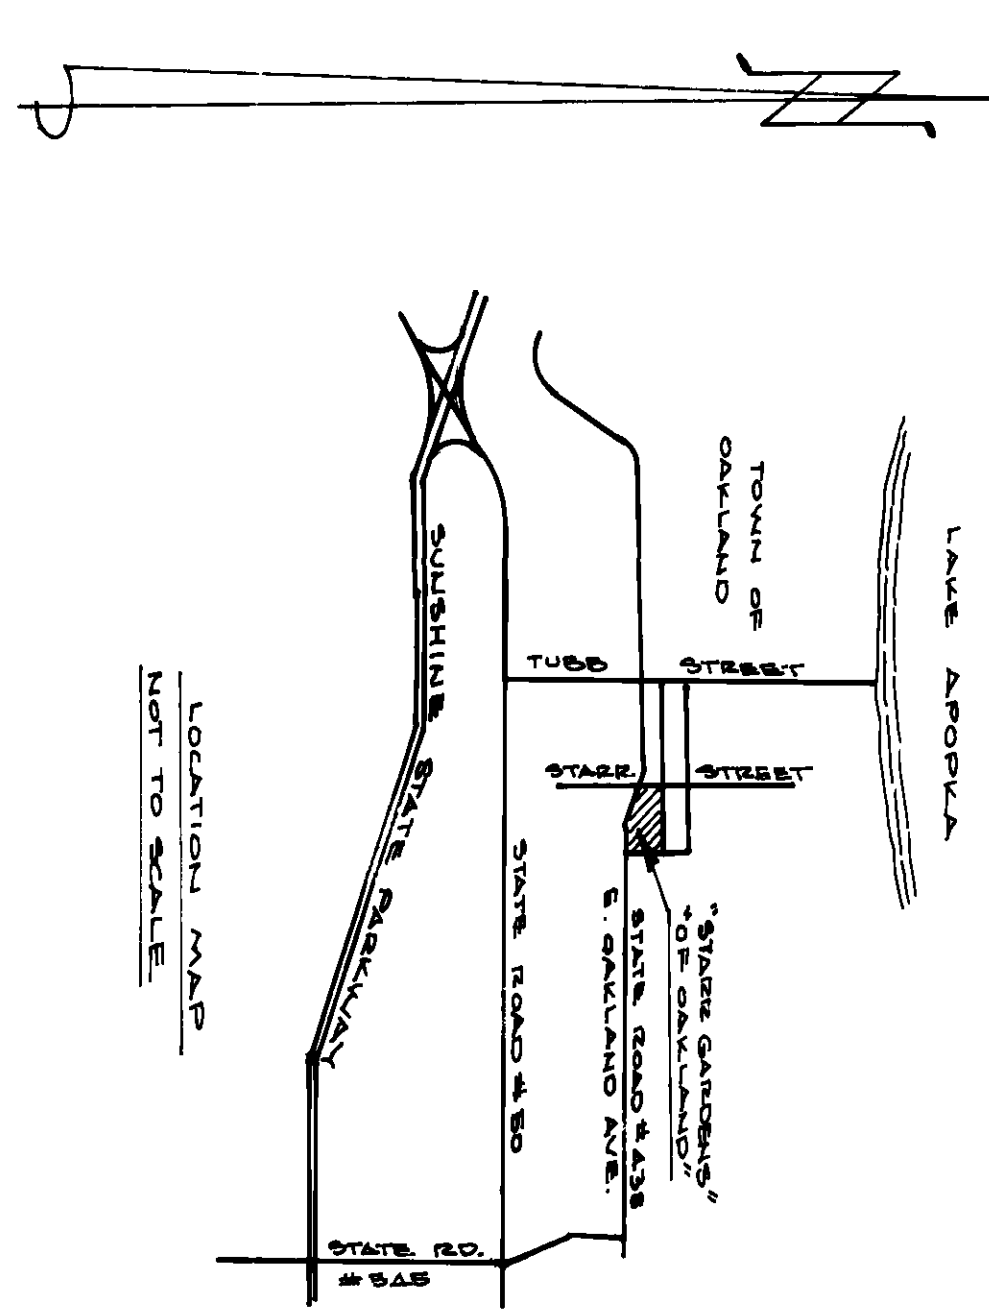 LAKE APOPKA
TOWN OF
OAKLAND
TUBB STREET
STARR STREET
"STARR GARDENS"
"OF OAKLAND"
STATE ROAD # 438
E. OAKLAND AVE.
STATE ROAD # 50
SUNSHINE STATE PARKWAY
STATE RD.
# 545
LOCATION MAP
NOT TO SCALE
N